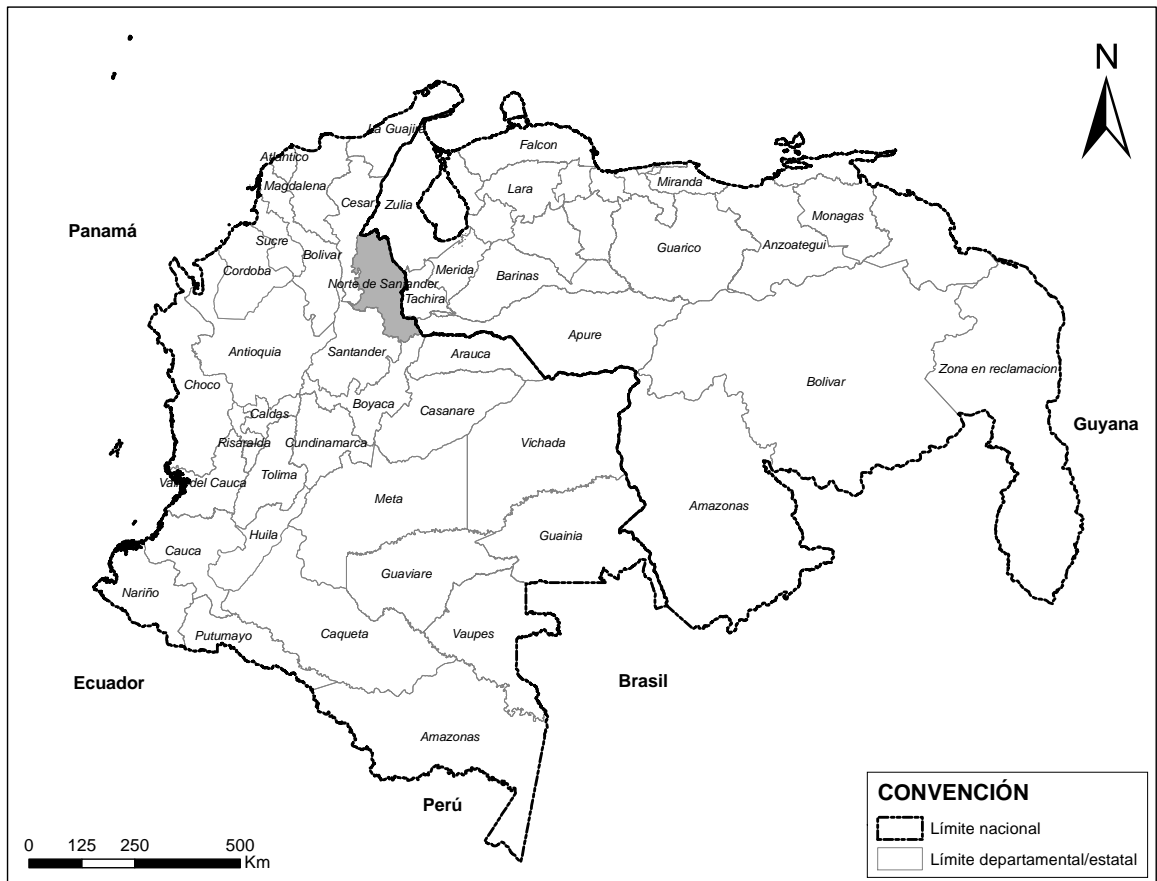 N
La Guajira
Atlantico
Falcon
Magdalena
Miranda
Lara
Cesar
Zulia
Monagas
Panamá
Sucre
Guarico
Anzoategui
Bolivar
Cordoba
Merida
Barinas
Norte de Santander
Tachira
Apure
Antioquia
Santander
Arauca
Zona en reclamacion
Choco
Bolivar
Boyaca
Casanare
Caldas
Guyana
Risaralda
Cundinamarca
Vichada
Tolima
Valle del Cauca
Meta
Amazonas
Huila
Guainia
Cauca
Guaviare
Nariño
Putumayo
Caqueta
Vaupes
Ecuador
Brasil
Amazonas
Perú
CONVENCIÓN
Límite nacional
Límite departamental/estatal
0 125 250 500
Km